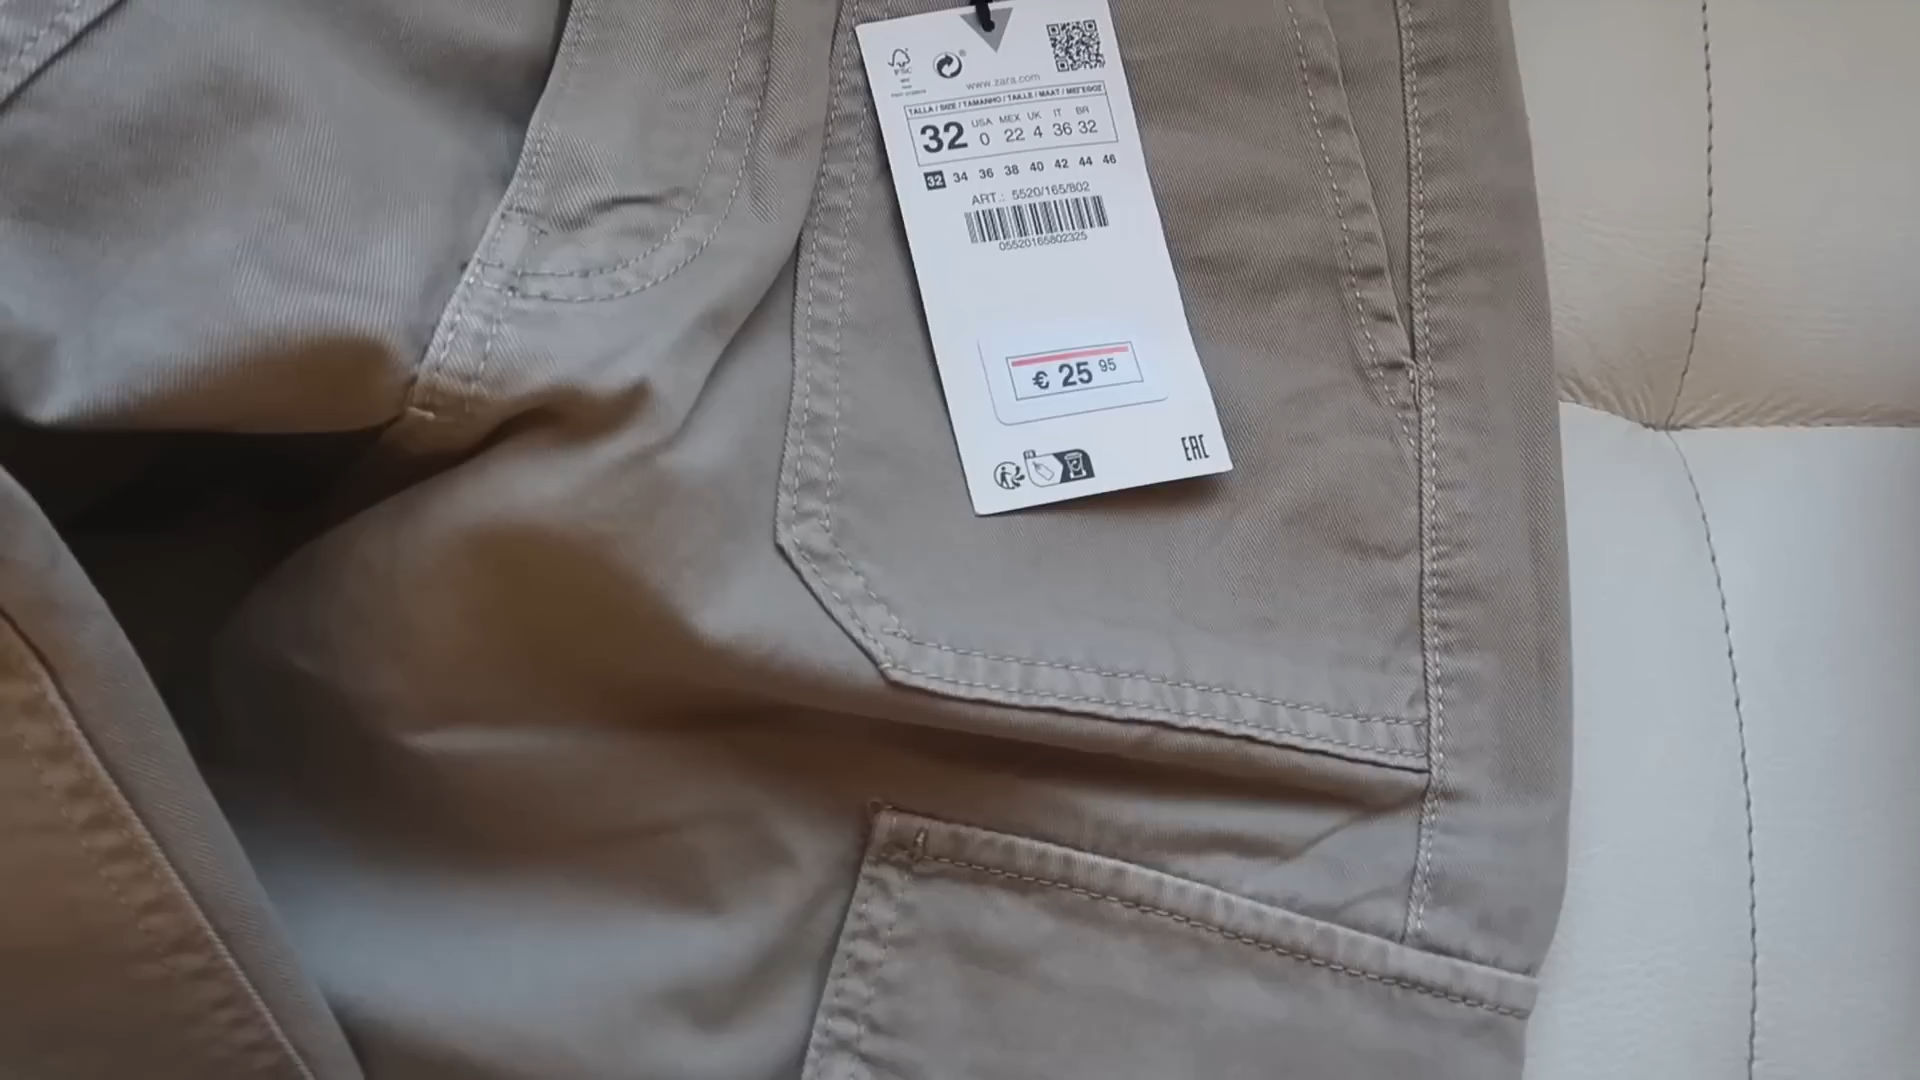 FSC
www.zara.com
TALLA / SIZE / TAMANHO / TAILLE / MAAT / ΜΕΓΕΘΟΣ
32 USA 0 MEX 22 UK 4 IT 36 BR 32
32 34 36 38 40 42 44 46
ART.: 5520/165/802
05520165802325
€ 25 95
EAC